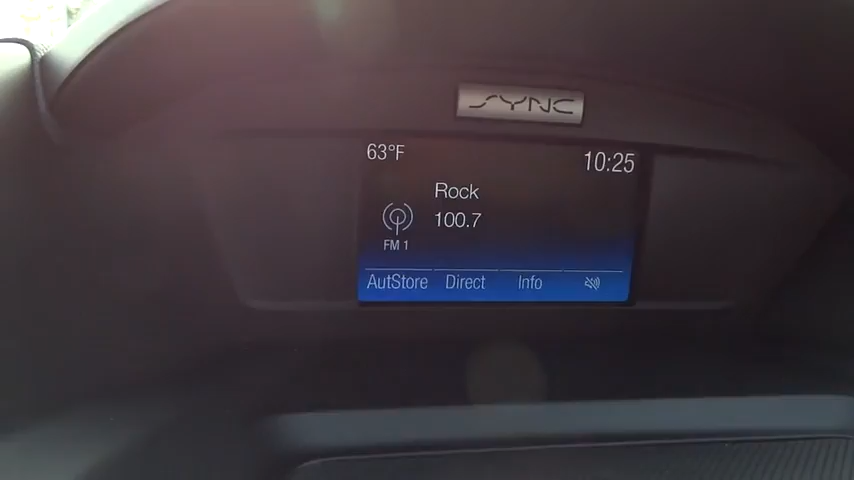 SYNC
63°F 10:25
Rock
100.7
FM 1
AutStore Direct Info